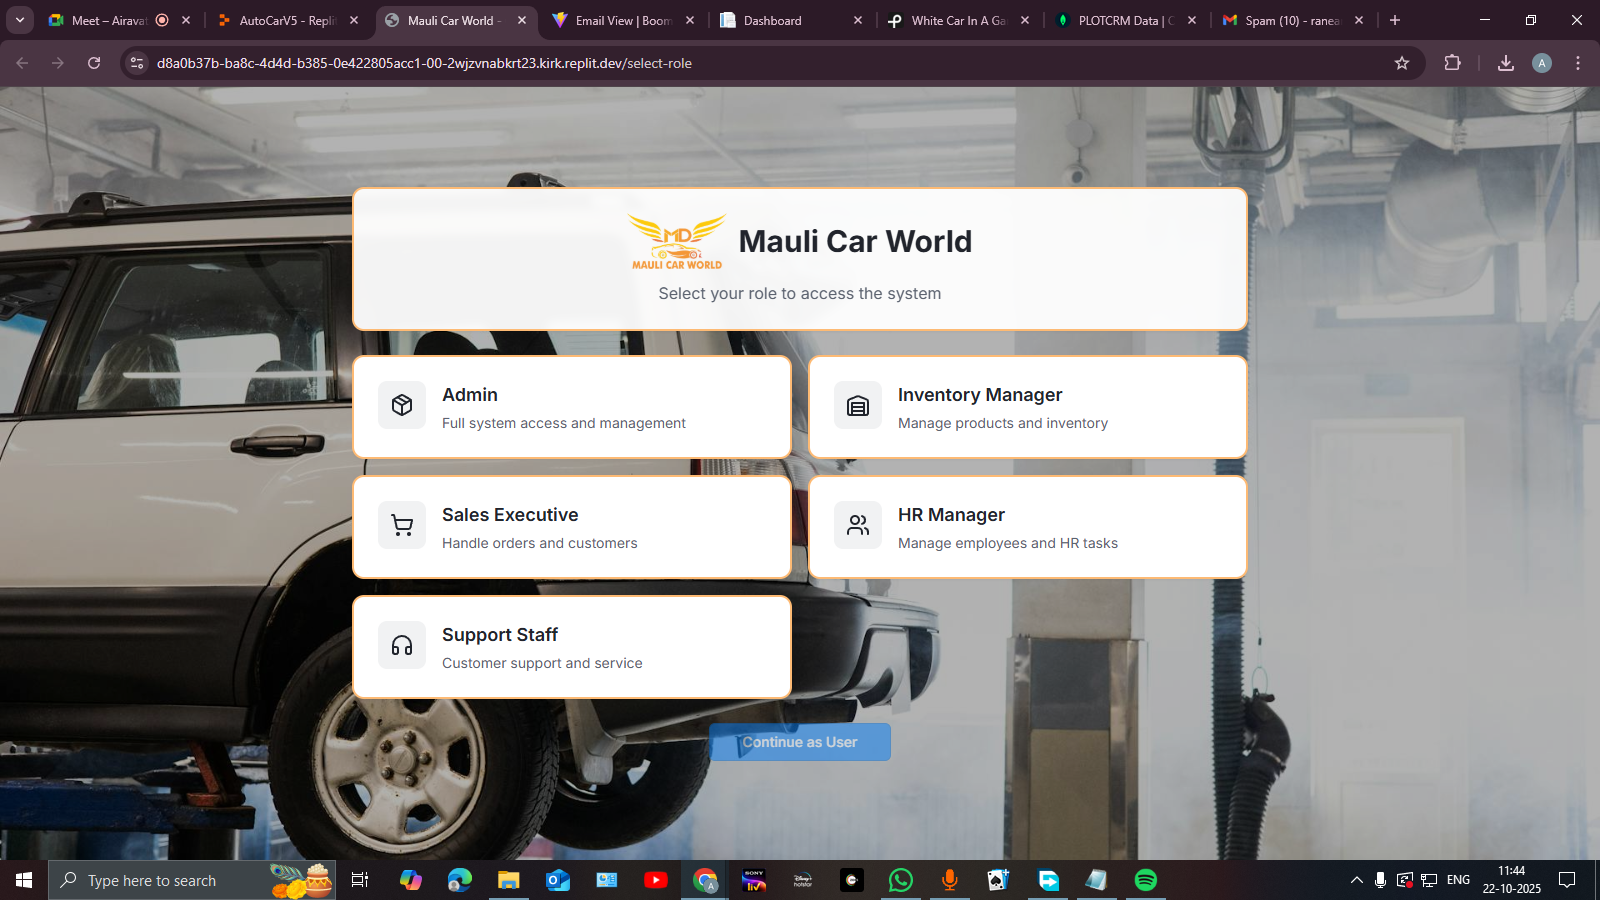 Meet – Airavat
AutoCarV5 - Replit
Mauli Car World -
Email View | Boom
Dashboard
White Car In A Ga
PLOTCRM Data | C
Spam (10) - ranea
d8a0b37b-ba8c-4d4d-b385-0e422805acc1-00-2wjzvnabkrt23.kirk.replit.dev/select-role
A
MD
MAULI CAR WORLD
Mauli Car World
Select your role to access the system
Admin
Full system access and management
Inventory Manager
Manage products and inventory
Sales Executive
Handle orders and customers
HR Manager
Manage employees and HR tasks
Support Staff
Customer support and service
Continue as User
Type here to search
A
SONY
liv
Disney+
hotstar
ENG
11:44
22-10-2025